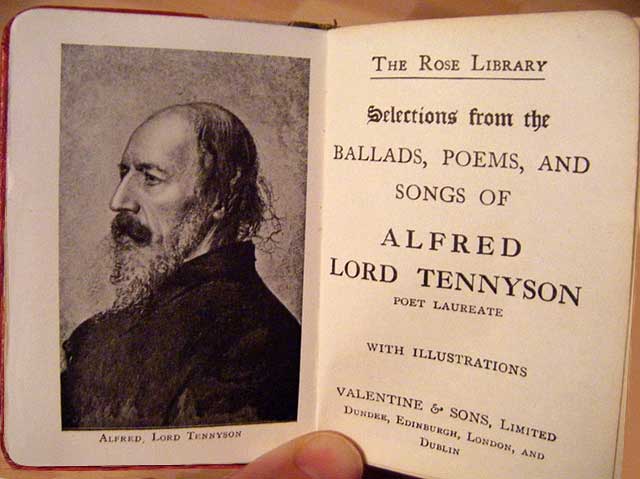 ALFRED, LORD TENNYSON
THE ROSE LIBRARY
Selections from the
BALLADS, POEMS, AND
SONGS OF
ALFRED
LORD TENNYSON
POET LAUREATE
WITH ILLUSTRATIONS
VALENTINE & SONS, LIMITED
DUNDEE, EDINBURGH, LONDON, AND
DUBLIN